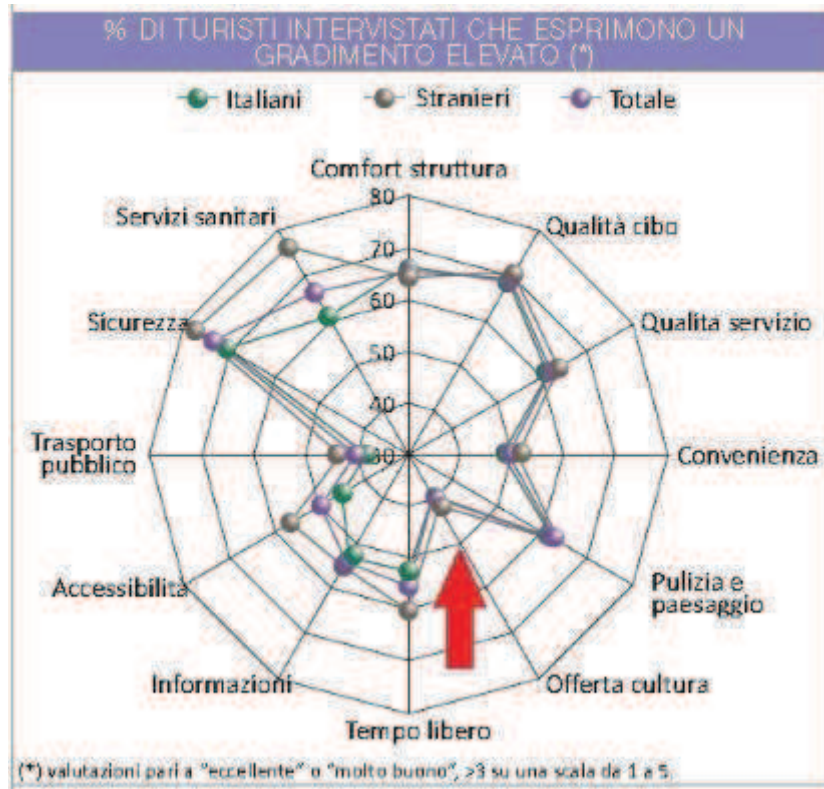 % DI TURISTI INTERVISTATI CHE ESPRIMONO UN
GRADIMENTO ELEVATO (*)
Italiani Stranieri Totale
Comfort struttura
80
Servizi sanitari
Qualità cibo
70
60
Sicurezza
Qualita servizio
50
40
Trasporto
pubblico
30
Convenienza
Accessibilità
Pulizia e
paesaggio
Informazioni
Offerta cultura
Tempo libero
(*) valutazioni pari a "eccellente" o "molto buono", >3 su una scala da 1 a 5.